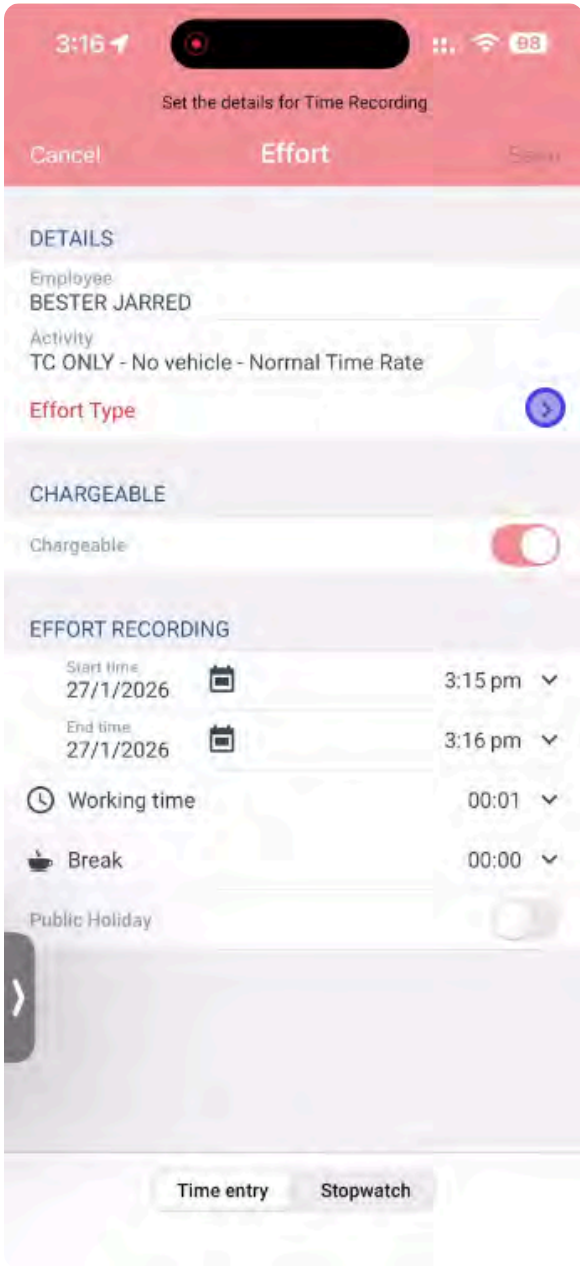 3:16
98
Set the details for Time Recording
Cancel Effort Save
DETAILS
Employee
BESTER JARRED
Activity
TC ONLY - No vehicle - Normal Time Rate
Effort Type
CHARGEABLE
Chargeable
EFFORT RECORDING
Start time
27/1/2026 3:15 pm
End time
27/1/2026 3:16 pm
Working time 00:01
Break 00:00
Public Holiday
Time entry Stopwatch